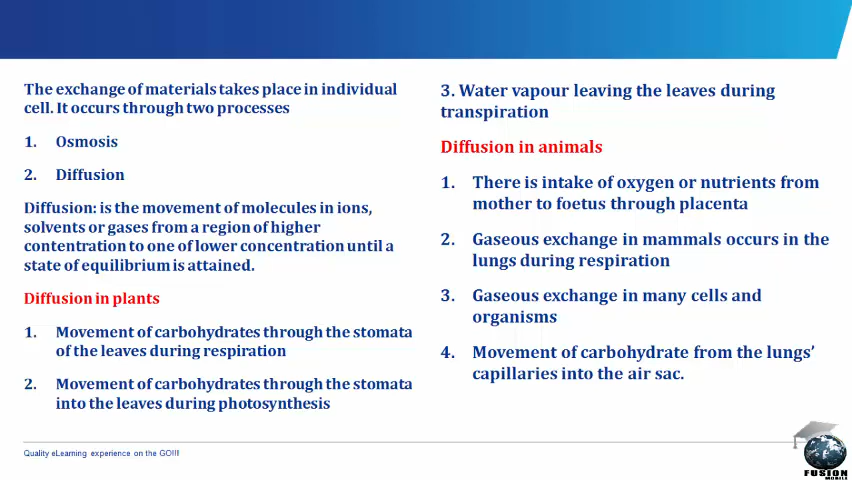 The exchange of materials takes place in individual
cell. It occurs through two processes
1. Osmosis
2. Diffusion
Diffusion: is the movement of molecules in ions,
solvents or gases from a region of higher
contentration to one of lower concentration until a
state of equilibrium is attained.
Diffusion in plants
1. Movement of carbohydrates through the stomata
of the leaves during respiration
2. Movement of carbohydrates through the stomata
into the leaves during photosynthesis
3. Water vapour leaving the leaves during
transpiration
Diffusion in animals
1. There is intake of oxygen or nutrients from
mother to foetus through placenta
2. Gaseous exchange in mammals occurs in the
lungs during respiration
3. Gaseous exchange in many cells and
organisms
4. Movement of carbohydrate from the lungs’
capillaries into the air sac.
Quality eLearning experience on the GO!!!
FUSION
MOBILE